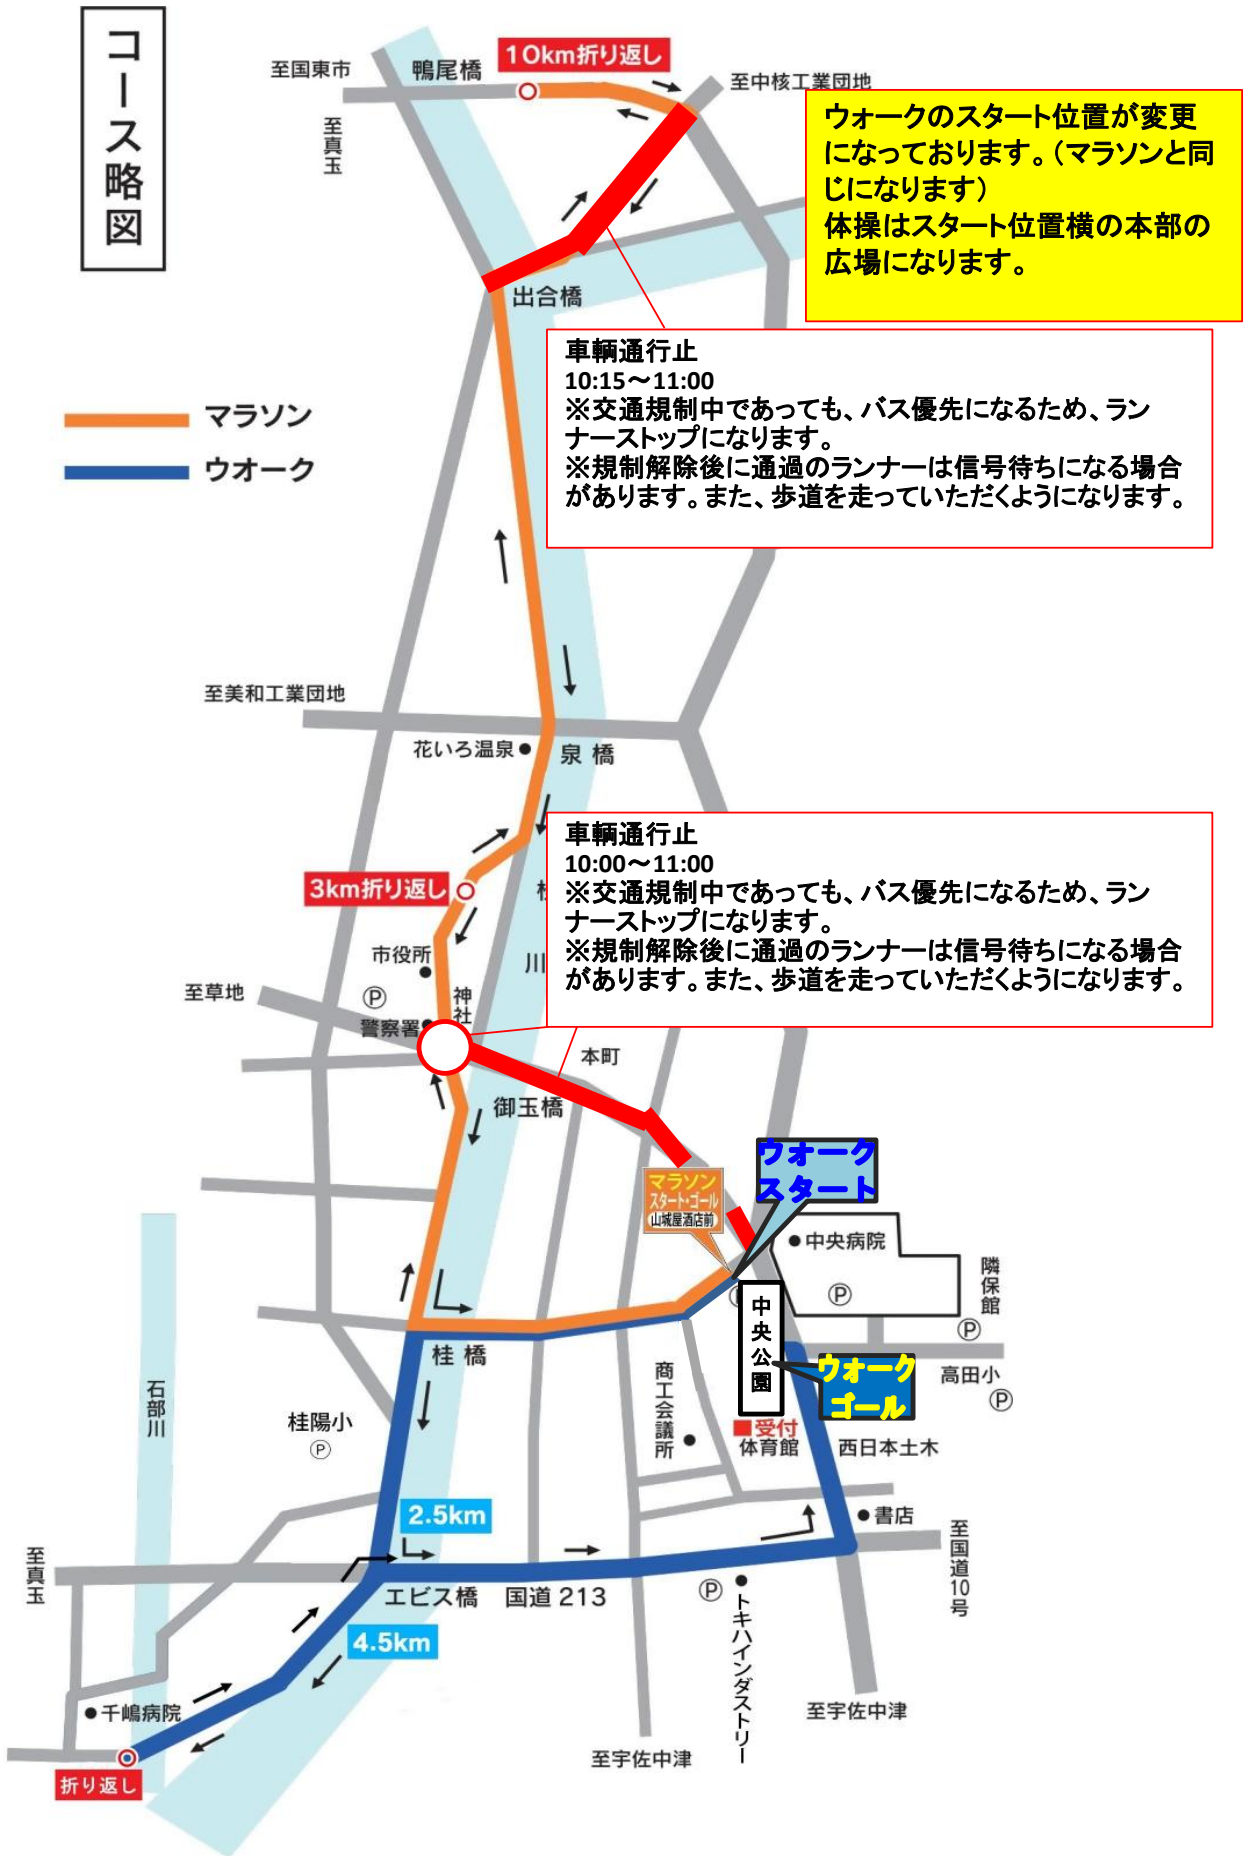 コース略図
至国東市
鴨尾橋
10km折り返し
至中核工業団地
至真玉
ウォークのスタート位置が変更
になっております。（マラソンと同
じになります）
体操はスタート位置横の本部の
広場になります。
出合橋
車輌通行止
10:15～11:00
※交通規制中であっても、バス優先になるため、ラン
ナーストップになります。
※規制解除後に通過のランナーは信号待ちになる場合
があります。また、歩道を走っていただくようになります。
マラソン
ウオーク
至美和工業団地
花いろ温泉
泉橋
車輌通行止
10:00～11:00
※交通規制中であっても、バス優先になるため、ラン
ナーストップになります。
※規制解除後に通過のランナーは信号待ちになる場合
があります。また、歩道を走っていただくようになります。
3km折り返し
川
市役所
至草地
P
神社
警察署
本町
御玉橋
ウォーク
スタート
マラソン
スタート・ゴール
山城屋酒店前
中央病院
P
隣保館
P
中央公園
桂橋
ウォーク
ゴール
高田小
P
石部川
商工会議所
桂陽小
P
■受付
体育館
西日本土木
2.5km
書店
至国道10号
至真玉
エビス橋
国道213
P
トキハインダストリー
4.5km
千嶋病院
至宇佐中津
至宇佐中津
折り返し